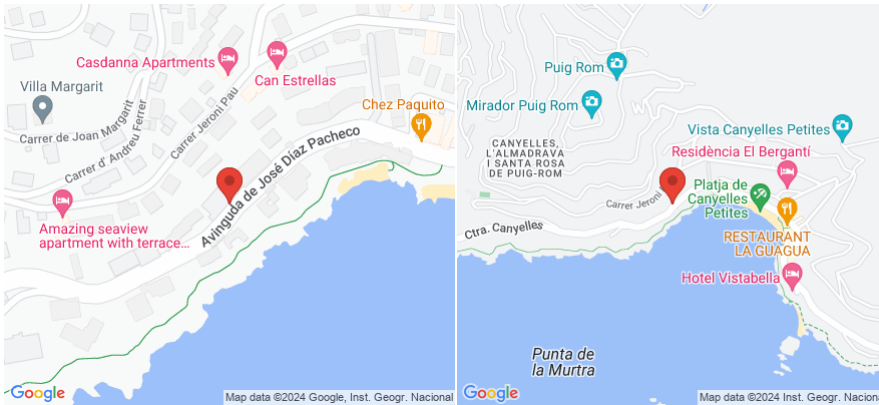 Casdanna Apartments
Can Estrellas
Villa Margarit
Carrer de Joan Margarit
Carrer d' Andreu Ferrer
Carrer Jeroni Pau
Chez Paquito
Avinguda de José Díaz Pacheco
Amazing seaview
apartment with terrace...
Google
Map data ©2024 Google, Inst. Geogr. Nacional
Puig Rom
Mirador Puig Rom
Vista Canyelles Petites
CANYELLES,
L'ALMADRAVA
I SANTA ROSA
DE PUIG-ROM
Residència El Bergantí
Carrer Jeroni
Platja de
Canyelles
Petites
Ctra. Canyelles
RESTAURANT
LA GUAGUA
Hotel Vistabella
Punta de
la Murtra
Google
Map data ©2024 Inst. Geogr. Nacional